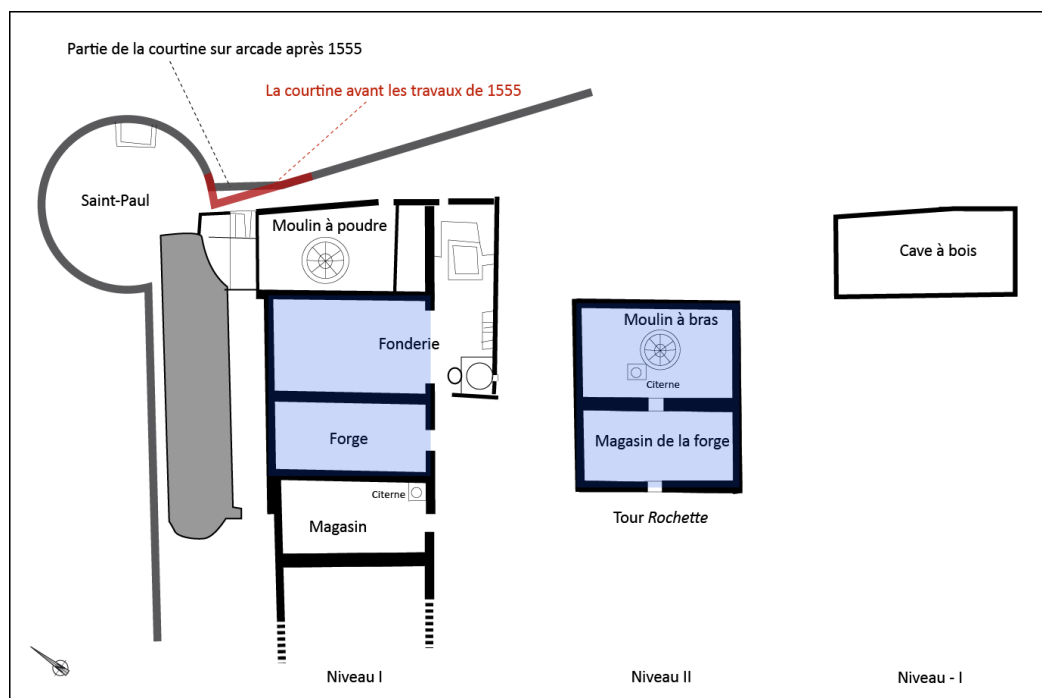 Partie de la courtine sur arcade après 1555
La courtine avant les travaux de 1555
Saint-Paul
Moulin à poudre
Fonderie
Forge
Citerne
Magasin
Niveau I
Moulin à bras
Citerne
Magasin de la forge
Tour Rochette
Niveau II
Cave à bois
Niveau - I